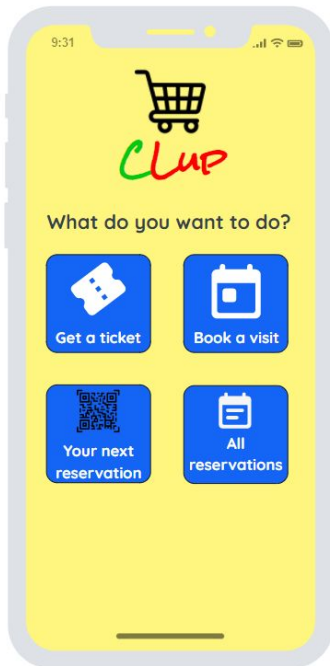 9:31
CLup
What do you want to do?
Get a ticket
Book a visit
Your next
reservation
All
reservations